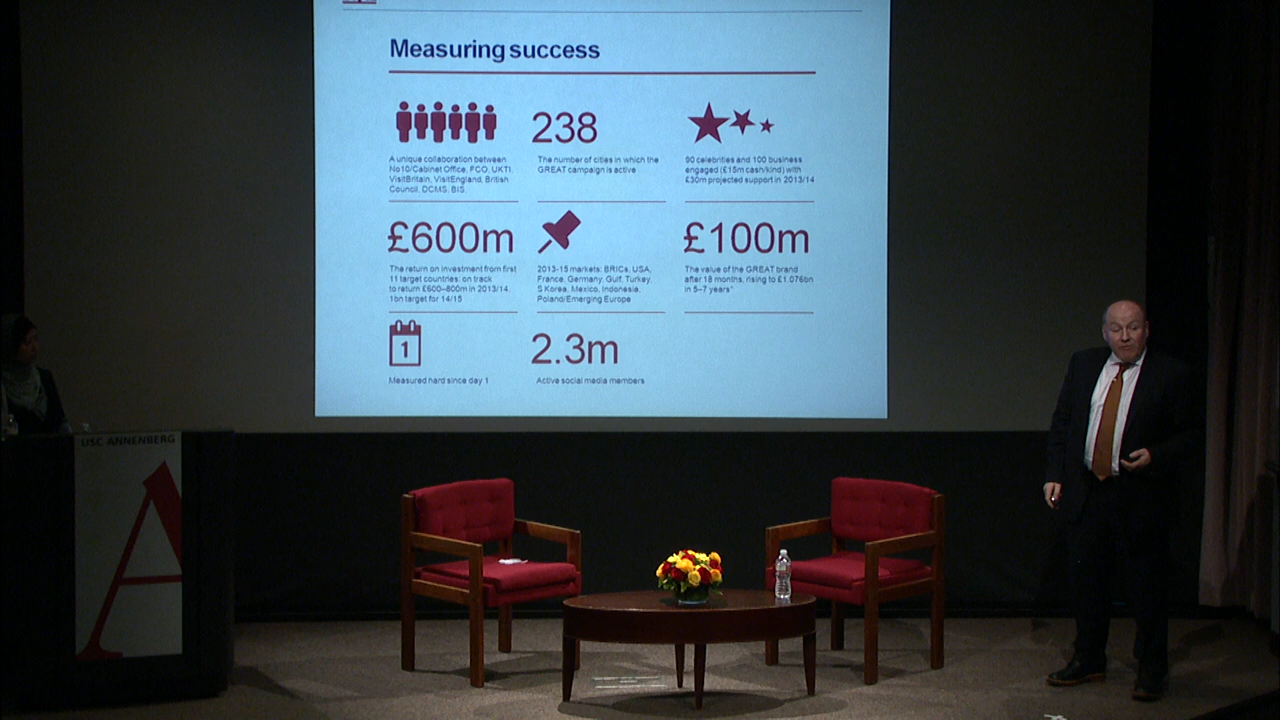 Measuring success
A unique collaboration between
No10/Cabinet Office, FCO, UKTI,
VisitBritain, VisitEngland, British
Council, DCMS, BIS.
238
The number of cities in which the
GREAT campaign is active
90 celebrities and 100 business
engaged (£15m cash/kind) with
£30m projected support in 2013/14
£600m
The return on investment from first
11 target countries: on track
to return £600–800m in 2013/14.
1bn target for 14/15
2013-15 markets: BRICs, USA,
France, Germany, Gulf, Turkey,
S Korea, Mexico, Indonesia,
Poland/Emerging Europe
£100m
The value of the GREAT brand
after 18 months, rising to £1.076bn
in 5–7 years*
1
Measured hard since day 1
2.3m
Active social media members
USC ANNENBERG
A